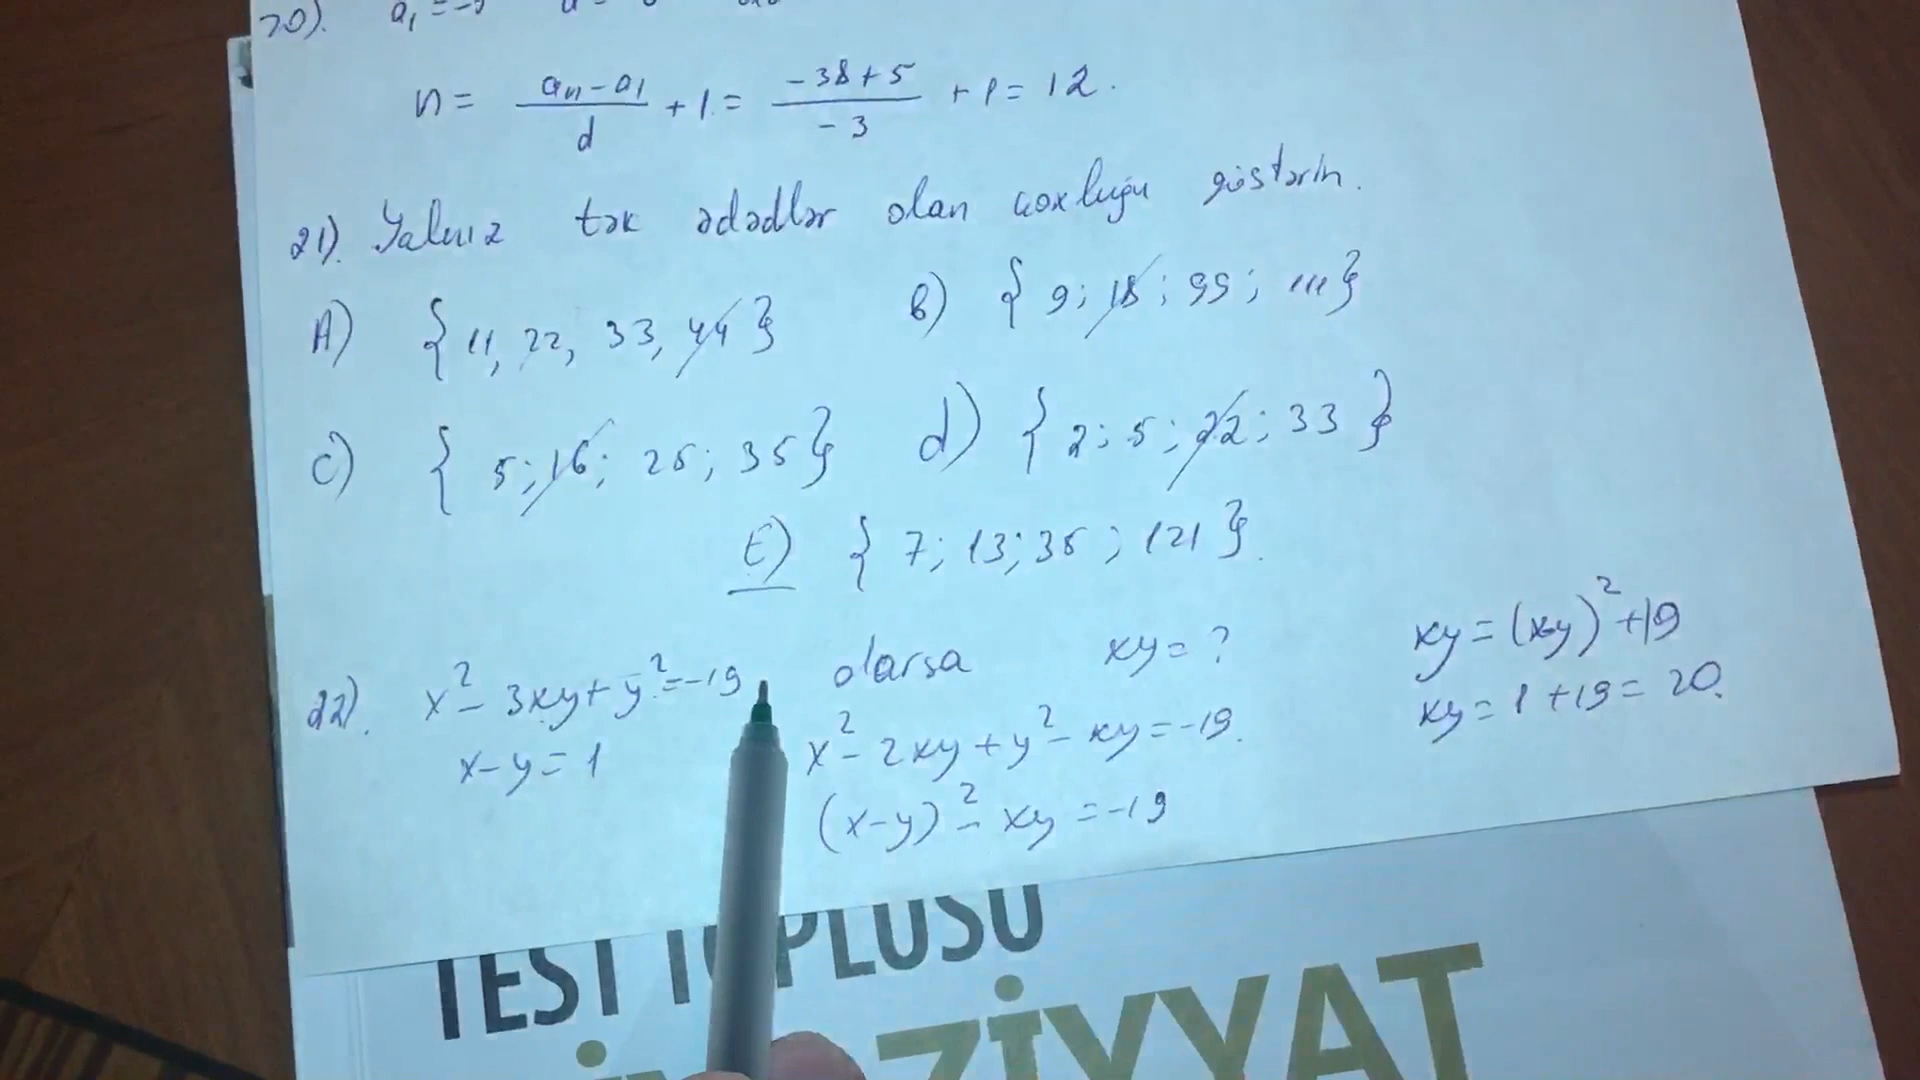 20). a₁ = -5
n = (aₙ - a₁)/d + 1 = (-38 + 5)/(-3) + 1 = 12.
21). Yalnız tək ədədlər olan çoxluğu göstərin.
A) { 11, 22, 33, 44 } B) { 9; 18; 99; 111 }
C) { 5; 16; 25; 35 } d) { 2; 5; 22; 33 }
E) { 7; 13; 35; 121 }.
22). x² - 3xy + y² = -19 olarsa xy = ?
x - y = 1
x² - 2xy + y² - xy = -19.
(x - y)² - xy = -19
xy = (x-y)² + 19
xy = 1 + 19 = 20.
TEST TOPLUSU